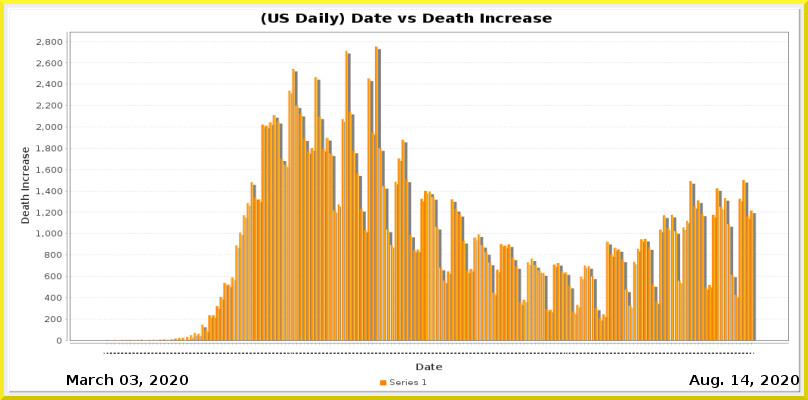 (US Daily) Date vs Death Increase
2,800
2,600
2,400
2,200
2,000
1,800
1,600
1,400
1,200
1,000
800
600
400
200
0
Death Increase
Date
March 03, 2020
Series 1
Aug. 14, 2020